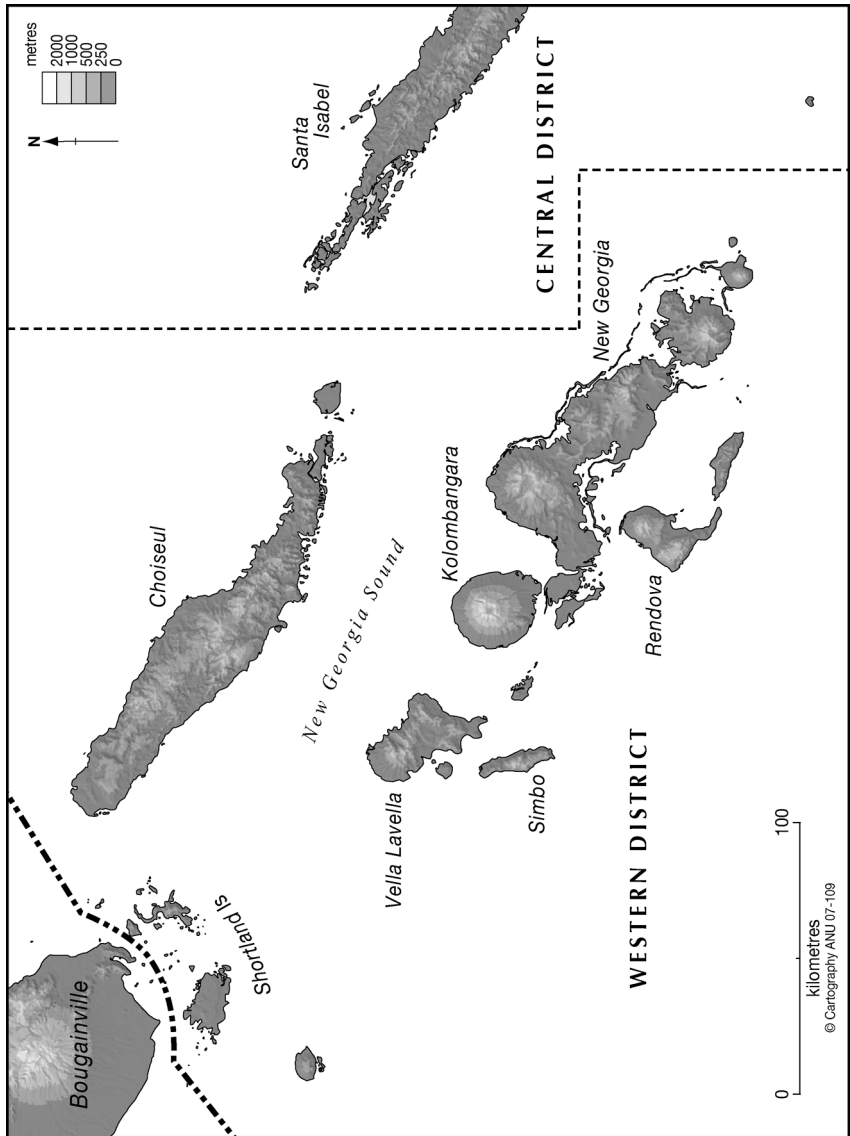 metres
2000
1000
500
250
0
N
Santa
Isabel
CENTRAL DISTRICT
Choiseul
New Georgia Sound
Kolombangara
New Georgia
Rendova
Vella Lavella
Simbo
WESTERN DISTRICT
Bougainville
Shortland Is
0
100
kilometres
© Cartography ANU 07-109